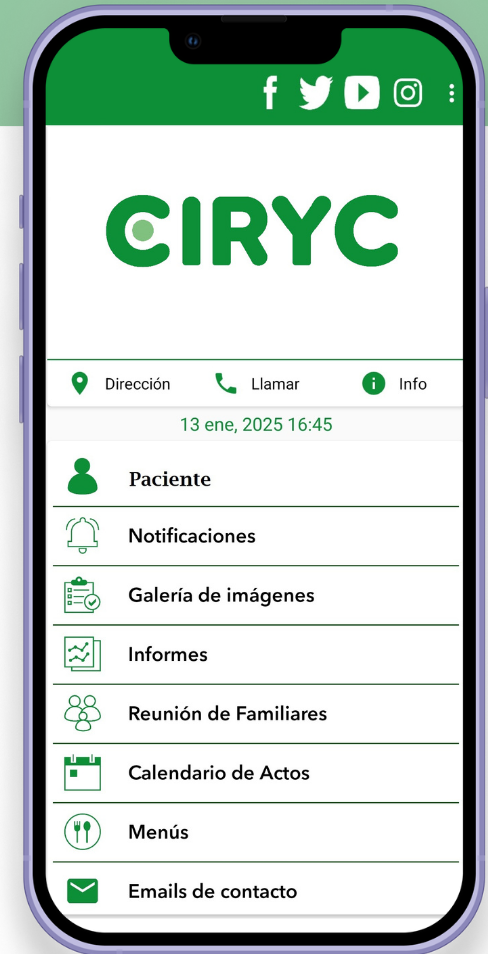 CIRYC
Dirección Llamar Info
13 ene, 2025 16:45
Paciente
Notificaciones
Galería de imágenes
Informes
Reunión de Familiares
Calendario de Actos
Menús
Emails de contacto